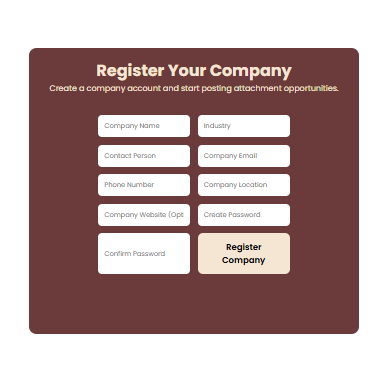 Register Your Company
Create a company account and start posting attachment opportunities.
Company Name
Industry
Contact Person
Company Email
Phone Number
Company Location
Company Website (Opt
Create Password
Confirm Password
Register
Company